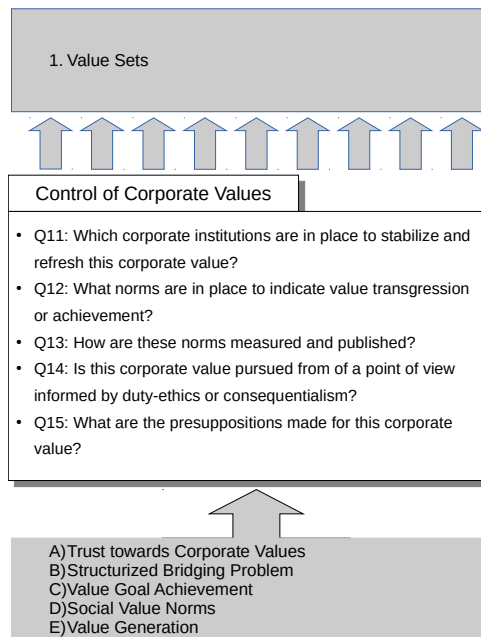 1. Value Sets
Control of Corporate Values
• Q11: Which corporate institutions are in place to stabilize and
refresh this corporate value?
• Q12: What norms are in place to indicate value transgression
or achievement?
• Q13: How are these norms measured and published?
• Q14: Is this corporate value pursued from of a point of view
informed by duty-ethics or consequentialism?
• Q15: What are the presuppositions made for this corporate
value?
A)Trust towards Corporate Values
B)Structurized Bridging Problem
C)Value Goal Achievement
D)Social Value Norms
E)Value Generation